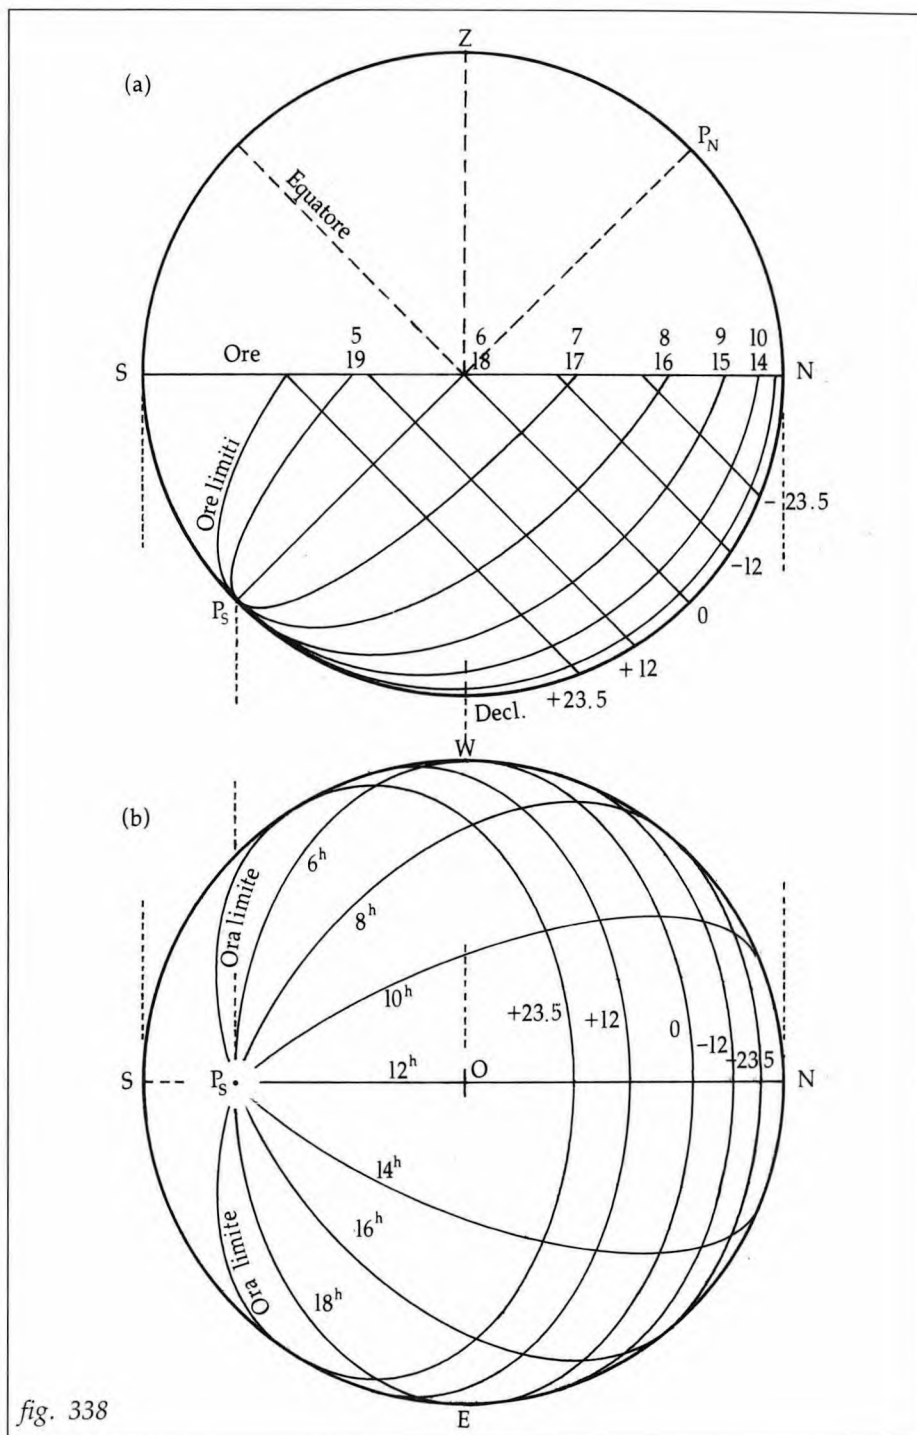 Z
(a)
P_N
Equatore
5 6 7 8 9 10
S Ore 19 18 17 16 15 14 N
Ore limiti
- 23.5
-12
P_S
0
+ 12
+23.5
Decl.
W
(b)
6^h
Ora limite
8^h
10^h
+23.5 +12 0 -12 -23.5
S P_S 12^h O N
14^h
16^h
Ora limite
18^h
fig. 338
E